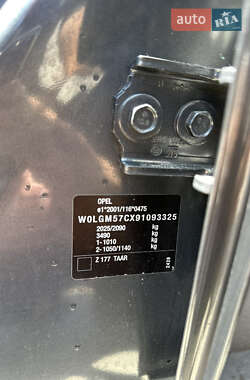 AUTO.RIA
OPEL
e1*2001/116*0475
W0LGM57CX91093325
2025/2090 kg
3490 kg
1-1010 kg
2-1050/1140 kg
Z 177 TAAR
2439